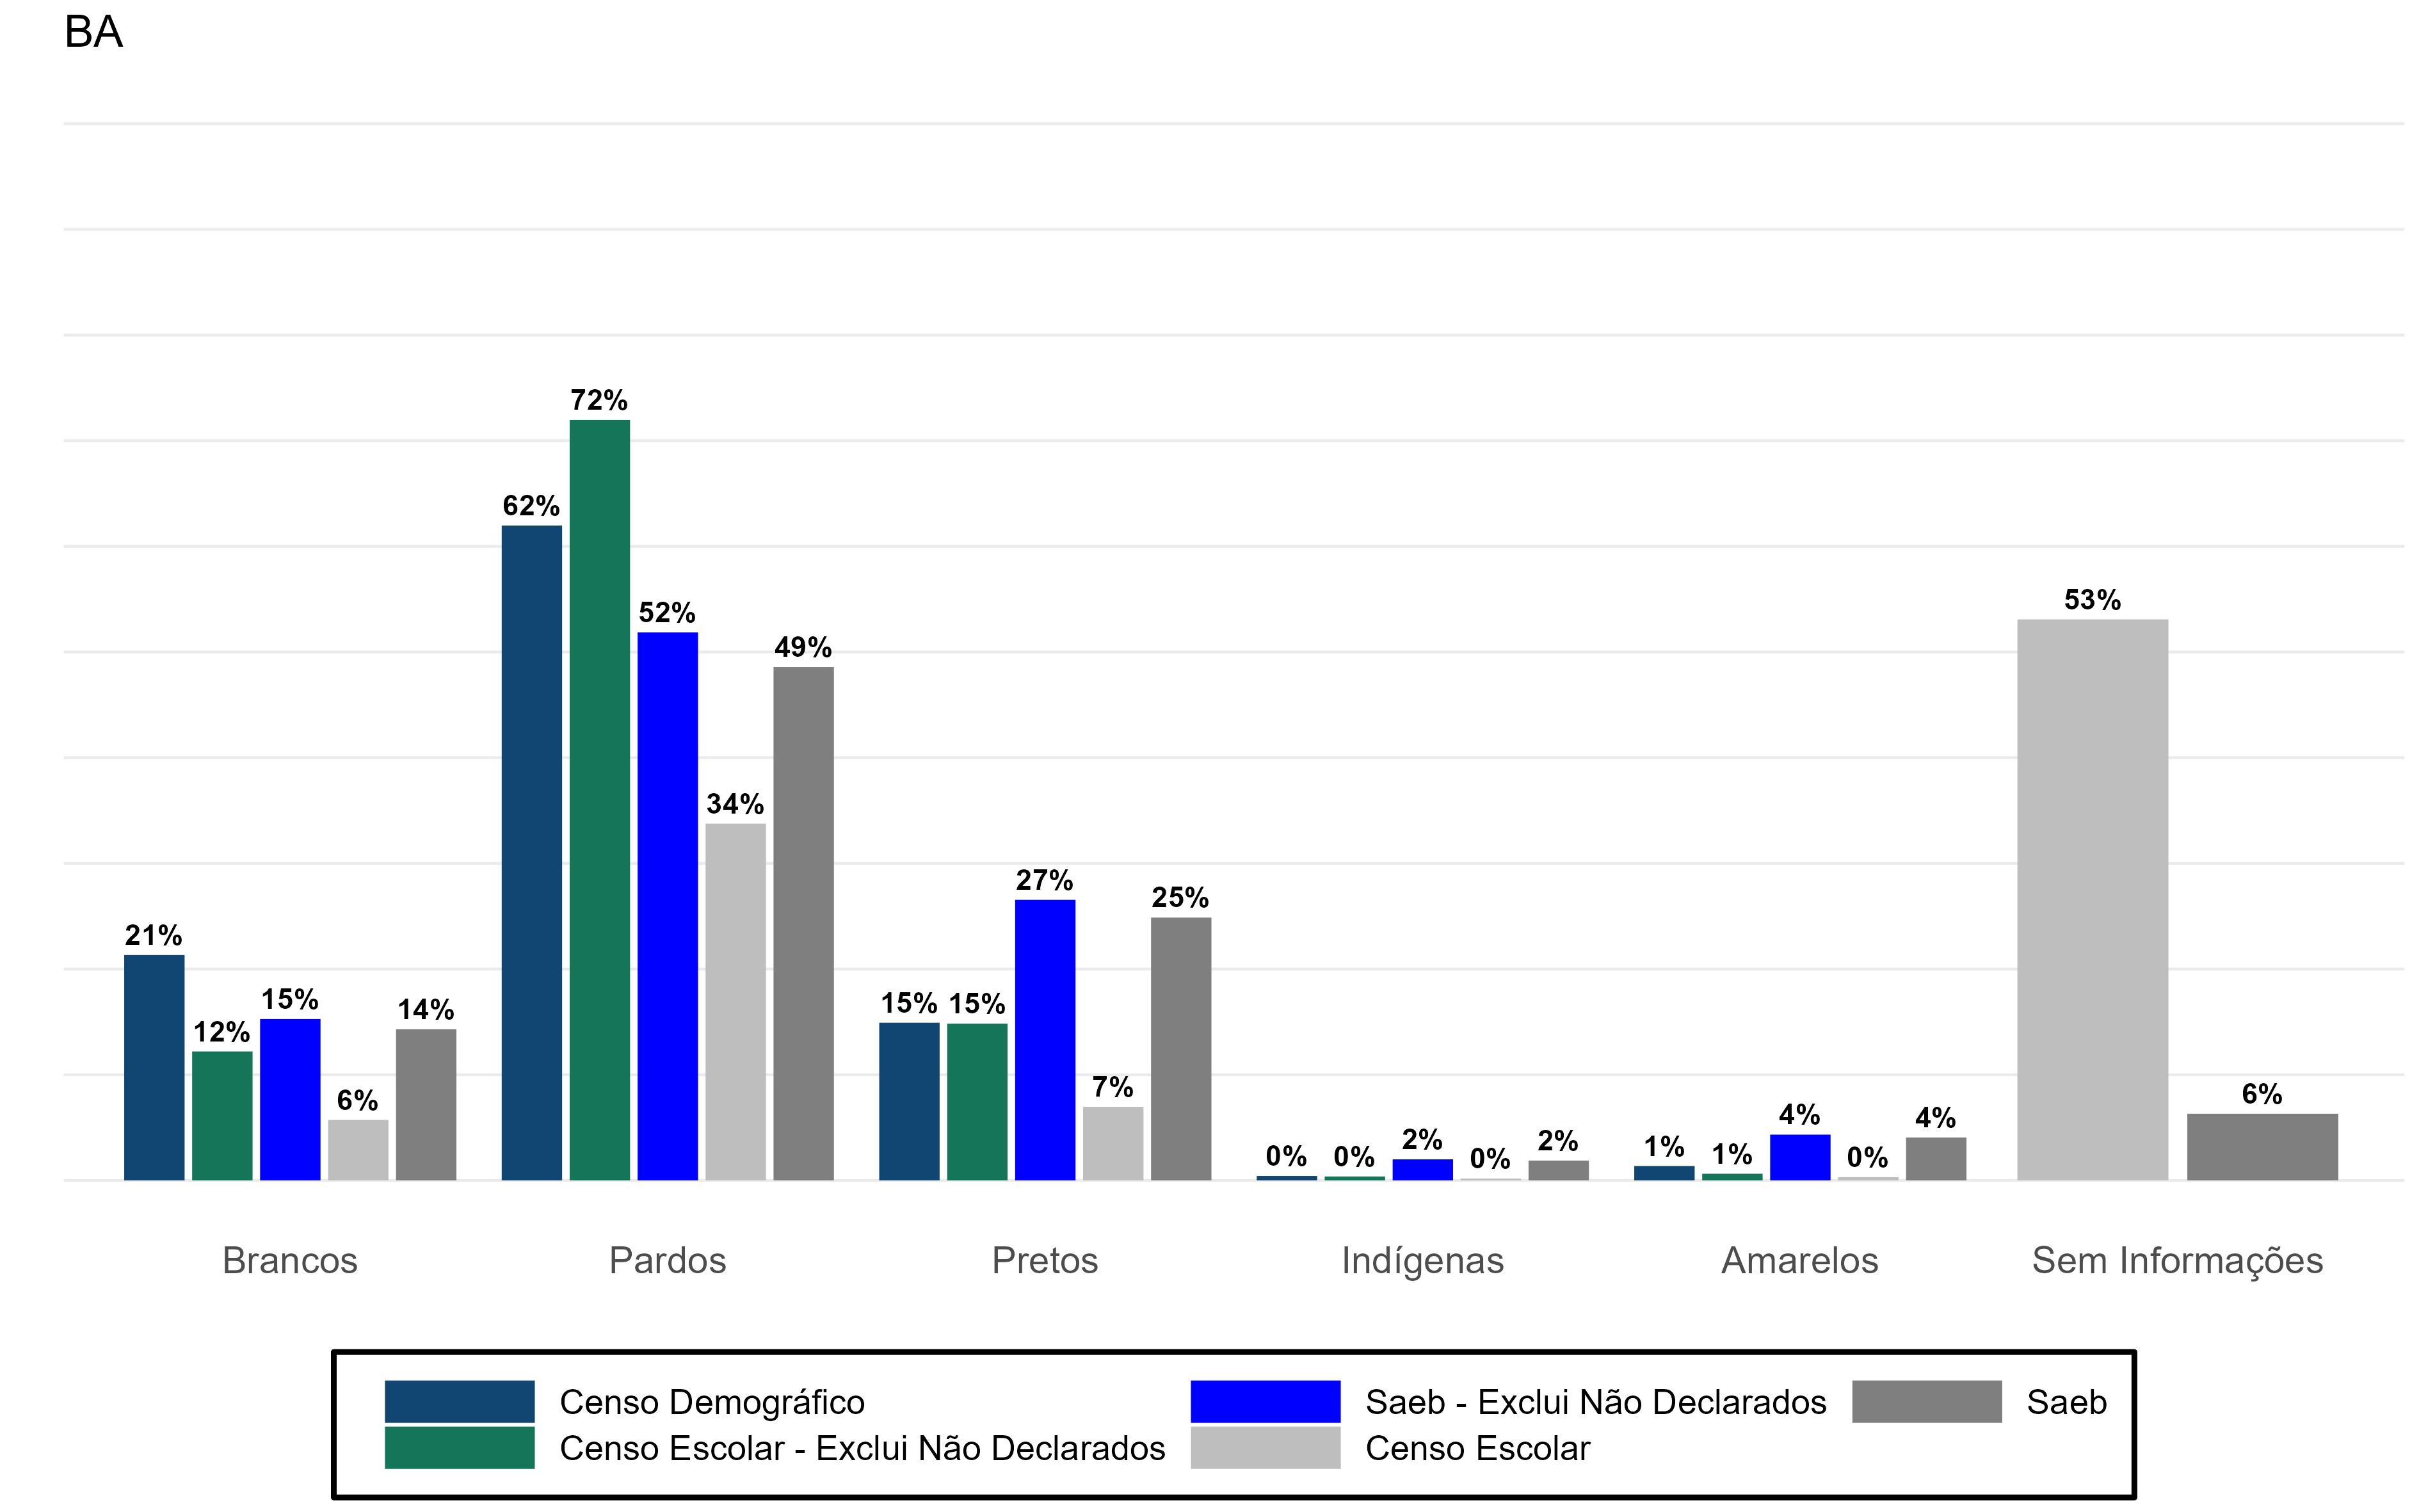 BA
21%
12%
15%
6%
14%
62%
72%
52%
34%
49%
15%
15%
27%
7%
25%
0%
0%
2%
0%
2%
1%
1%
4%
0%
4%
53%
6%
Brancos
Pardos
Pretos
Indígenas
Amarelos
Sem Informações
Censo Demográfico
Censo Escolar - Exclui Não Declarados
Saeb - Exclui Não Declarados
Censo Escolar
Saeb